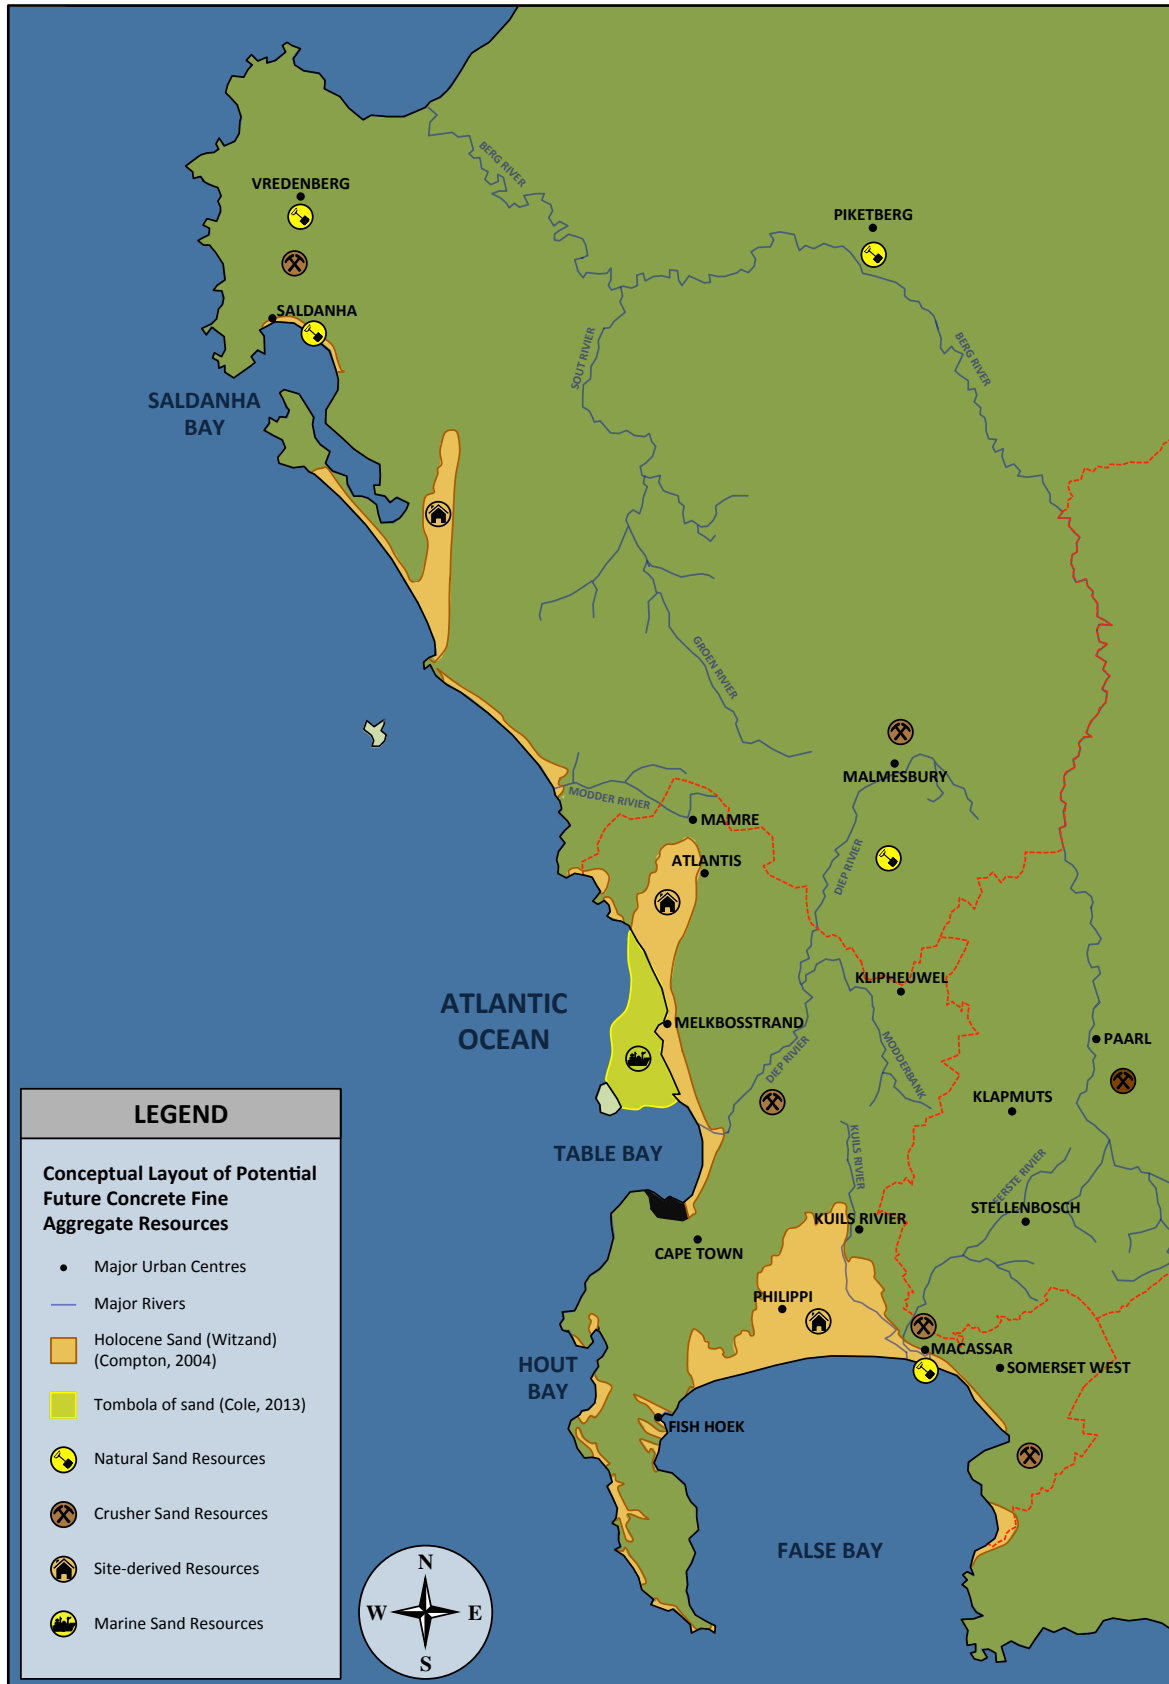 BERG RIVER
VREDENBERG
PIKETBERG
SALDANHA
SOUT RIVIER
BERG RIVER
SALDANHA
BAY
GROEN RIVIER
MALMESBURY
MODDER RIVIER
MAMRE
ATLANTIS
DIEP RIVIER
KLIPHEUWEL
ATLANTIC
OCEAN
MELKBOSSTRAND
DIEP RIVIER
MODDERBANK
PAARL
KLAPMUTS
TABLE BAY
KUILS RIVIER
EERSTE RIVIER
STELLENBOSCH
KUILS RIVIER
CAPE TOWN
PHILIPPI
MACASSAR
SOMERSET WEST
HOUT
BAY
FISH HOEK
FALSE BAY
LEGEND
Conceptual Layout of Potential
Future Concrete Fine
Aggregate Resources
Major Urban Centres
Major Rivers
Holocene Sand (Witzand)
(Compton, 2004)
Tombola of sand (Cole, 2013)
Natural Sand Resources
Crusher Sand Resources
Site-derived Resources
Marine Sand Resources
N
W
E
S